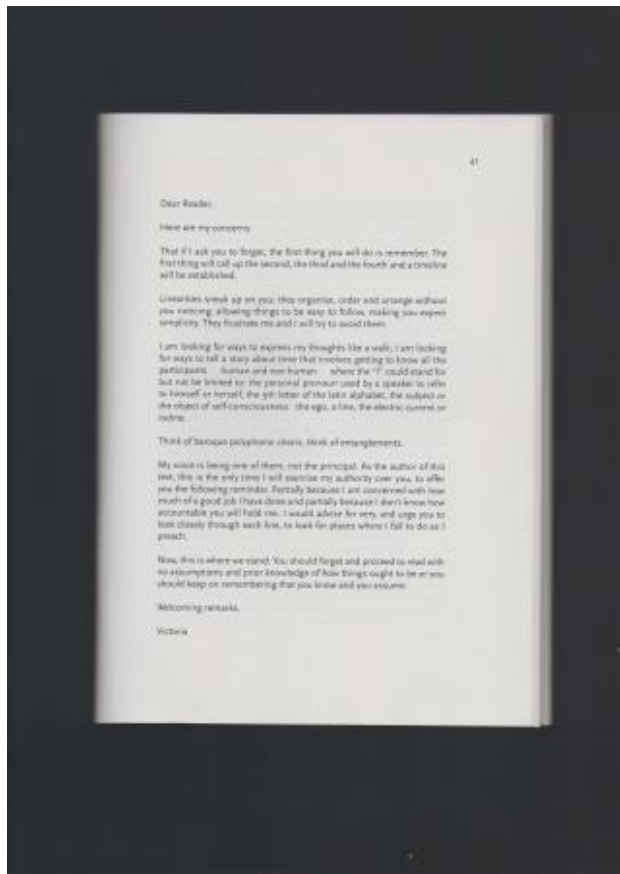 41
Dear Reader,
Here are my concerns:
That if I ask you to forget, the first thing you will do is remember. The
first thing will call up the second, the third and the fourth and a timeline
will be established.
Linearities sneak up on you; they organise, order and arrange without
you noticing, allowing things to be easy to follow, making you expect
simplicity. They frustrate me and I will try to avoid them.
I am looking for ways to express my thoughts like a walk; I am looking
for ways to tell a story about time that involves getting to know all the
participants human and non human where the "I" could stand for
but not be limited to: the personal pronoun used by a speaker to refer
to himself or herself, the 9th letter of the latin alphabet, the subject or
the object of self-consciousness the ego, a line, the electric current or
iodine.
Think of baroque polyphonic choirs, think of entanglements.
My voice is being one of them, not the principal. As the author of this
text, this is the only time I will exercise my authority over you, to offer
you the following reminder. Partially because I am concerned with how
much of a good job I have done and partially because I don't know how
accountable you will hold me. I would advise for very, and urge you to
look closely through each line, to look for places where I fail to do as I
preach.
Now, this is where we stand. You should forget and proceed to read with
no assumptions and prior knowledge of how things ought to be or you
should keep on remembering that you know and you assume.
Welcoming remarks,
Victoria